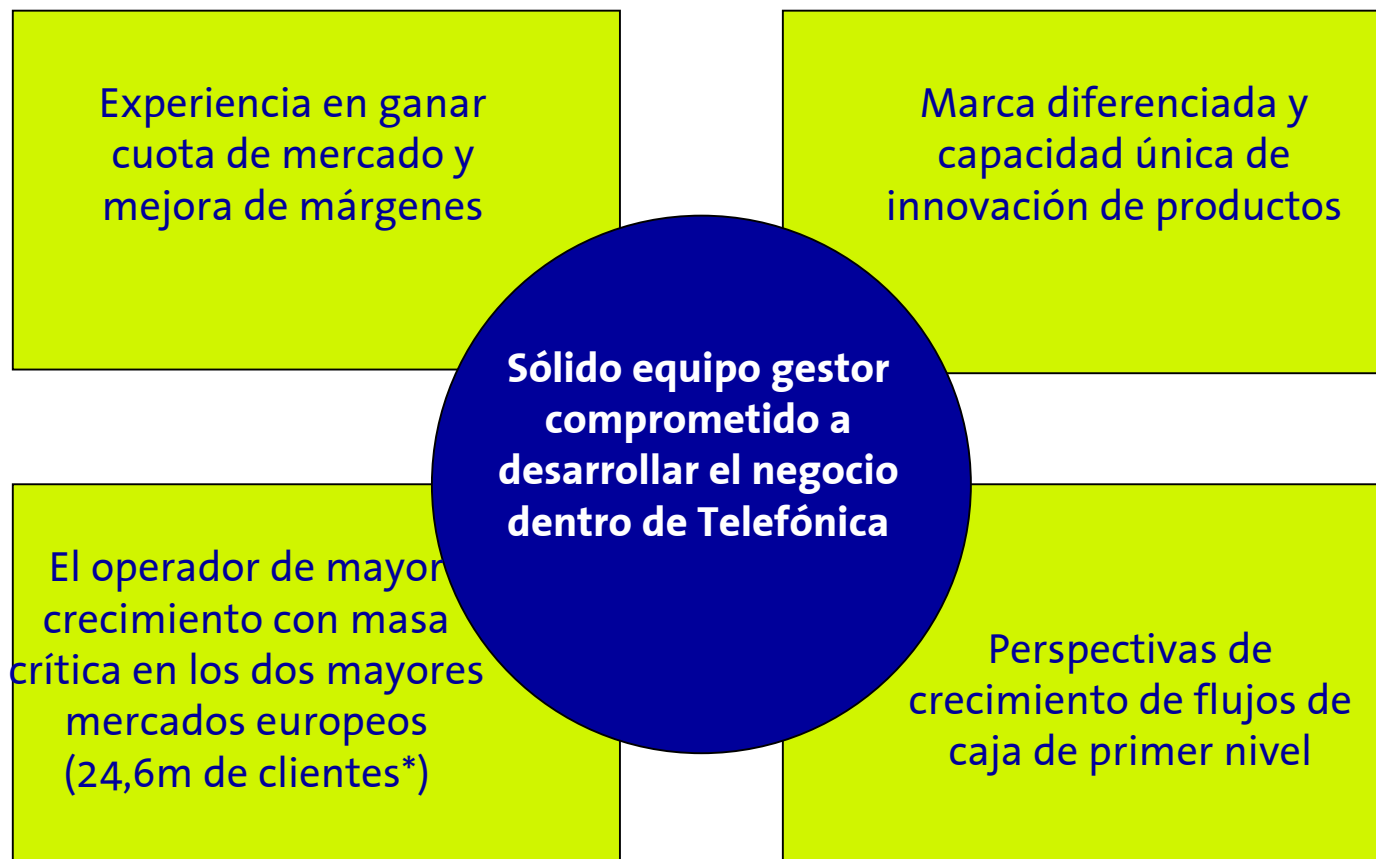 Experiencia en ganar
cuota de mercado y
mejora de márgenes
Marca diferenciada y
capacidad única de
innovación de productos
Sólido equipo gestor
comprometido a
desarrollar el negocio
dentro de Telefónica
El operador de mayor
crecimiento con masa
crítica en los dos mayores
mercados europeos
(24,6m de clientes*)
Perspectivas de
crecimiento de flujos de
caja de primer nivel